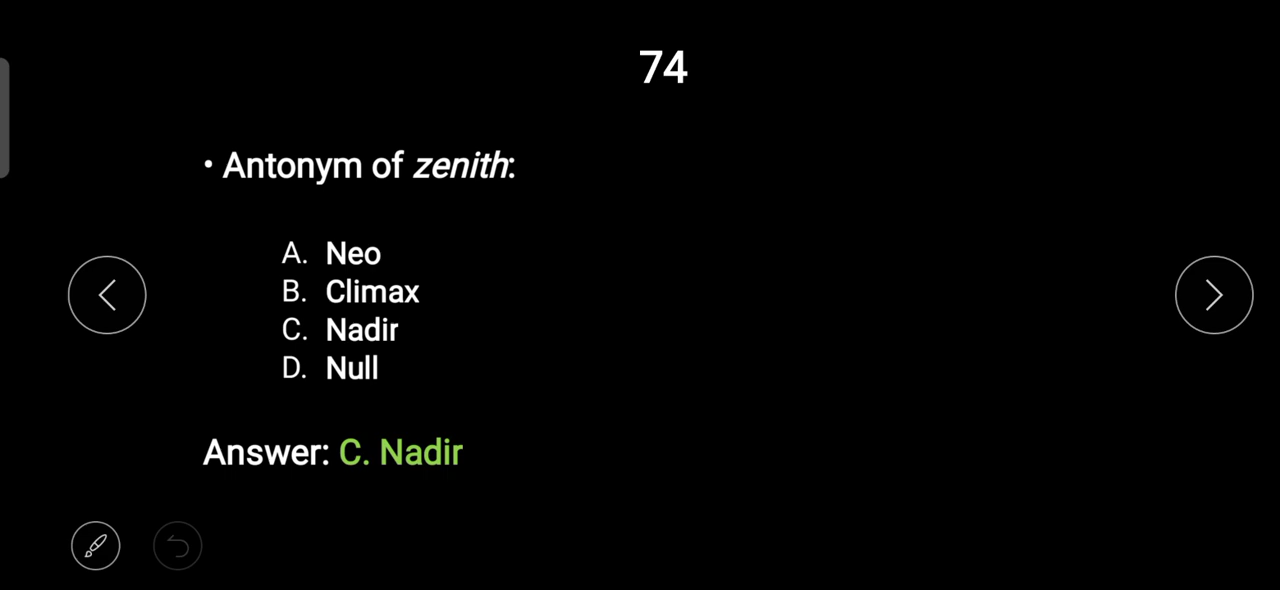 74
• Antonym of zenith:
A. Neo
B. Climax
C. Nadir
D. Null
Answer: C. Nadir